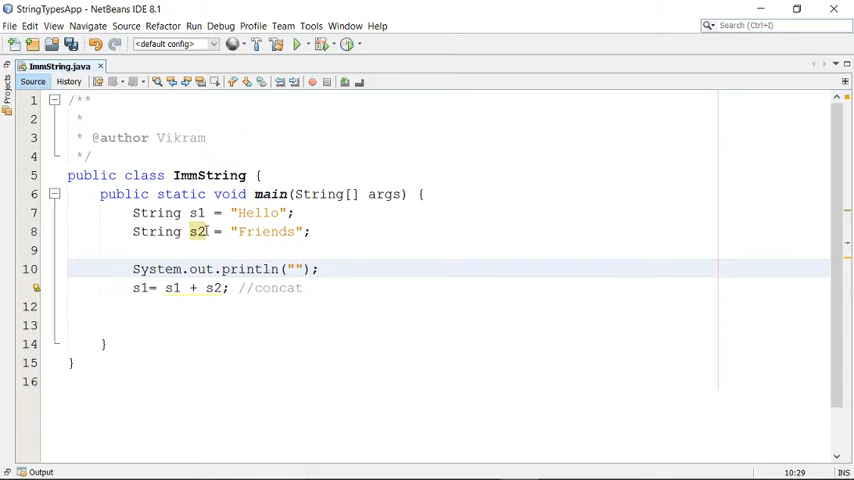 StringTypesApp - NetBeans IDE 8.1
File Edit View Navigate Source Refactor Run Debug Profile Team Tools Window Help
Search (Ctrl+I)
<default config>
ImmString.java
Source History
Projects
1 /**
2 *
3 * @author Vikram
4 */
5 public class ImmString {
6 public static void main(String[] args) {
7 String s1 = "Hello";
8 String s2 = "Friends";
9
10 System.out.println("");
s1= s1 + s2; //concat
12
13
14 }
15 }
16
Output
10:29 INS